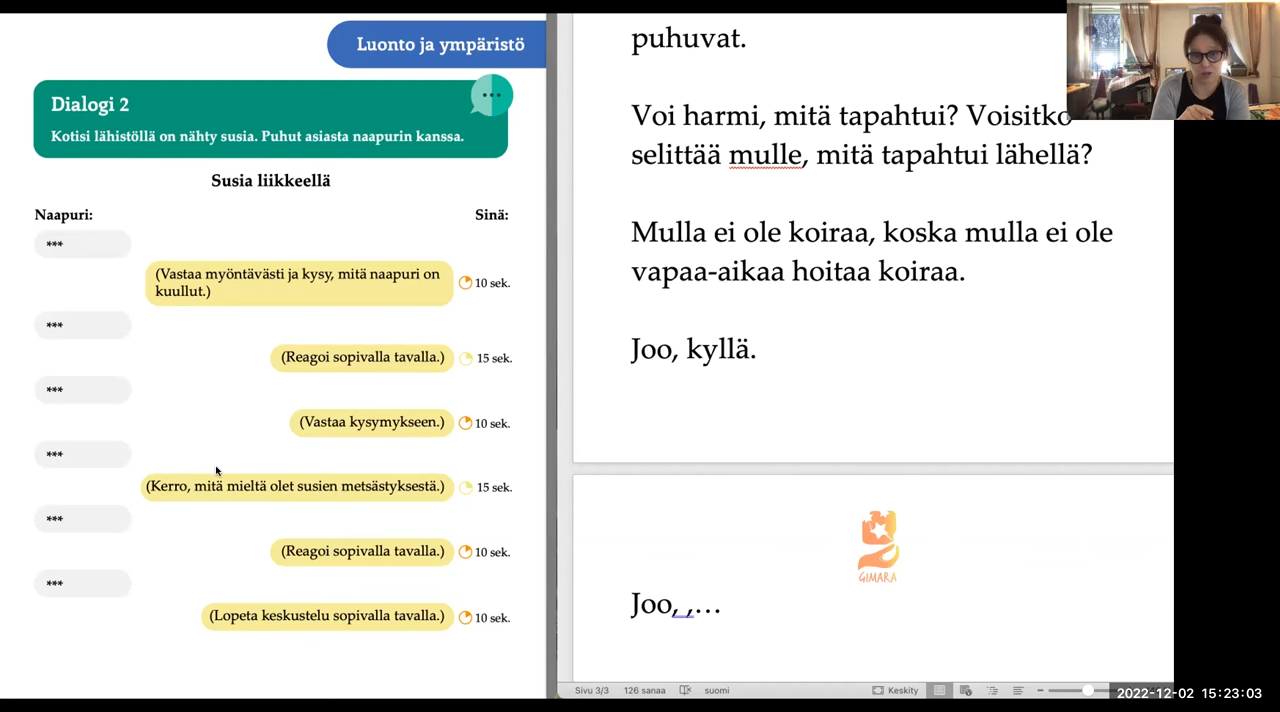 Luonto ja ympäristö
Dialogi 2
Kotisi lähistöllä on nähty susia. Puhut asiasta naapurin kanssa.
Susia liikkeellä
Naapuri:
Sinä:
***
(Vastaa myöntävästi ja kysy, mitä naapuri on
kuullut.)
10 sek.
***
(Reagoi sopivalla tavalla.)
15 sek.
***
(Vastaa kysymykseen.)
10 sek.
***
(Kerro, mitä mieltä olet susien metsästyksestä.)
15 sek.
***
(Reagoi sopivalla tavalla.)
10 sek.
***
(Lopeta keskustelu sopivalla tavalla.)
10 sek.
puhuvat.
Voi harmi, mitä tapahtui? Voisitko
selittää mulle, mitä tapahtui lähellä?
Mulla ei ole koiraa, koska mulla ei ole
vapaa-aikaa hoitaa koiraa.
Joo, kyllä.
GIMARA
Joo, ,…
Sivu 3/3
126 sanaa
suomi
Keskity
2022-12-02 15:23:03